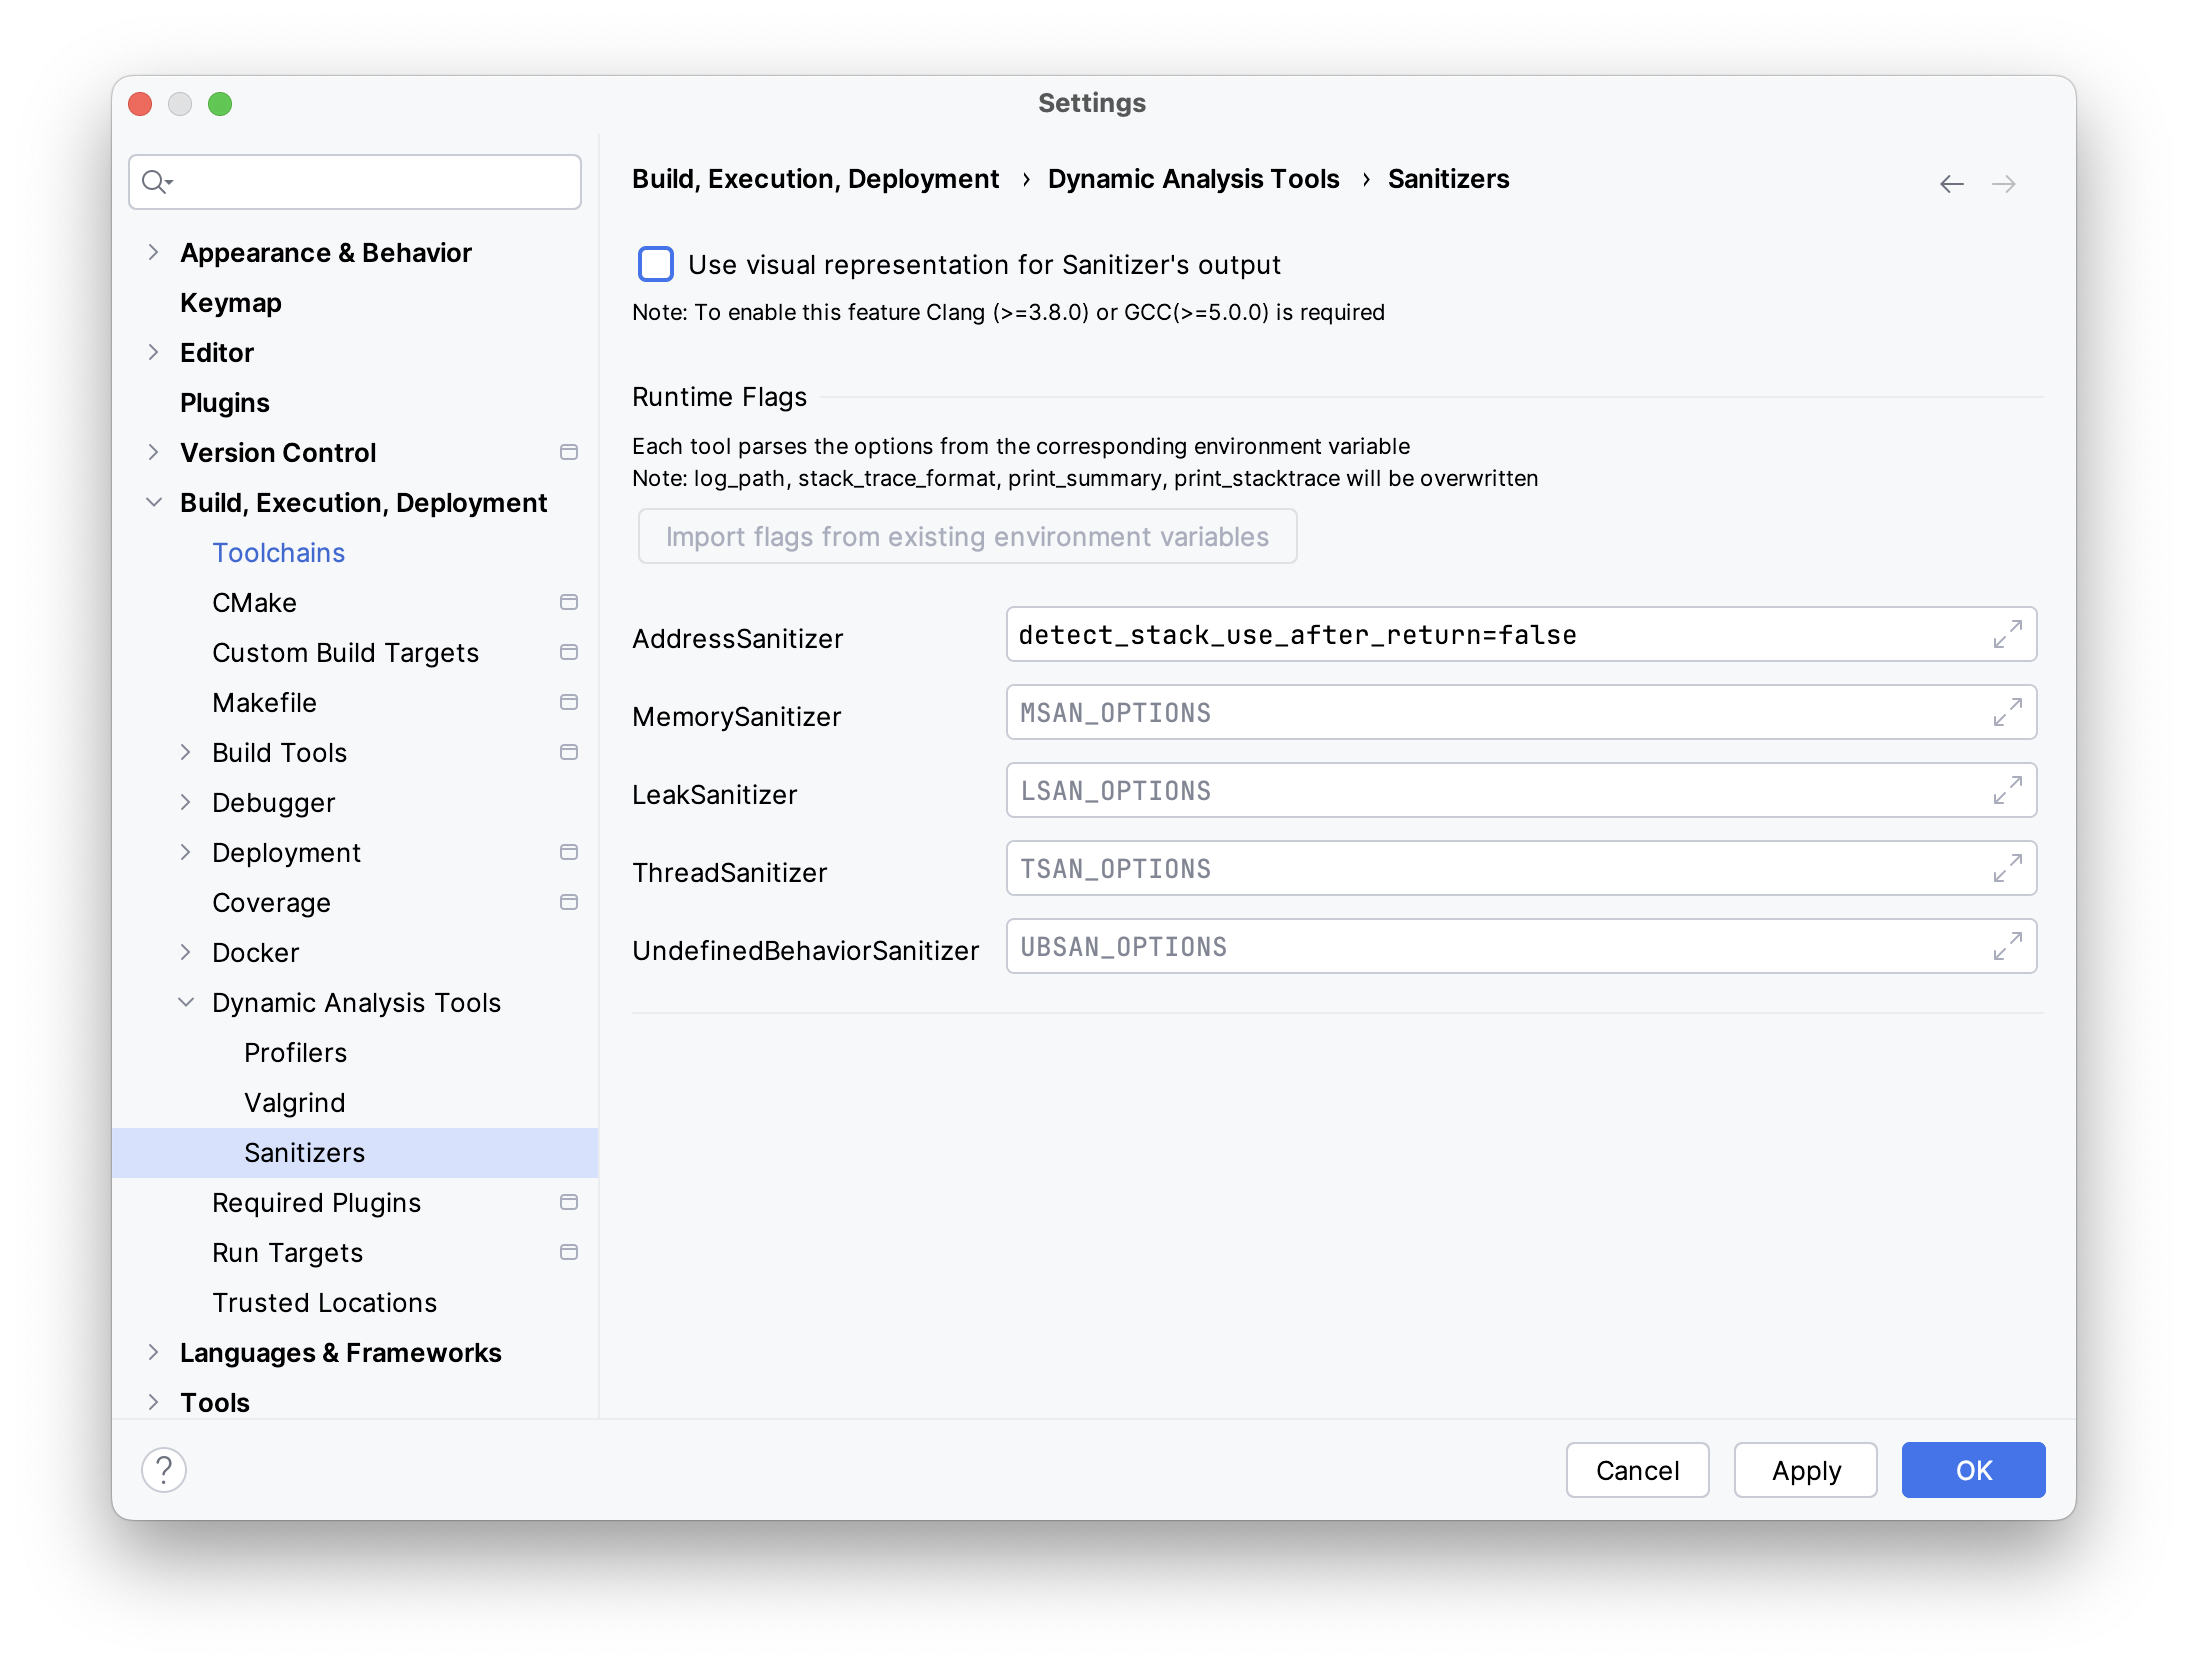 Settings
Appearance & Behavior
Keymap
Editor
Plugins
Version Control
Build, Execution, Deployment
Toolchains
CMake
Custom Build Targets
Makefile
Build Tools
Debugger
Deployment
Coverage
Docker
Dynamic Analysis Tools
Profilers
Valgrind
Sanitizers
Required Plugins
Run Targets
Trusted Locations
Languages & Frameworks
Tools
Build, Execution, Deployment › Dynamic Analysis Tools › Sanitizers
Use visual representation for Sanitizer's output
Note: To enable this feature Clang (>=3.8.0) or GCC(>=5.0.0) is required
Runtime Flags
Each tool parses the options from the corresponding environment variable
Note: log_path, stack_trace_format, print_summary, print_stacktrace will be overwritten
Import flags from existing environment variables
AddressSanitizer detect_stack_use_after_return=false
MemorySanitizer MSAN_OPTIONS
LeakSanitizer LSAN_OPTIONS
ThreadSanitizer TSAN_OPTIONS
UndefinedBehaviorSanitizer UBSAN_OPTIONS
? Cancel Apply OK